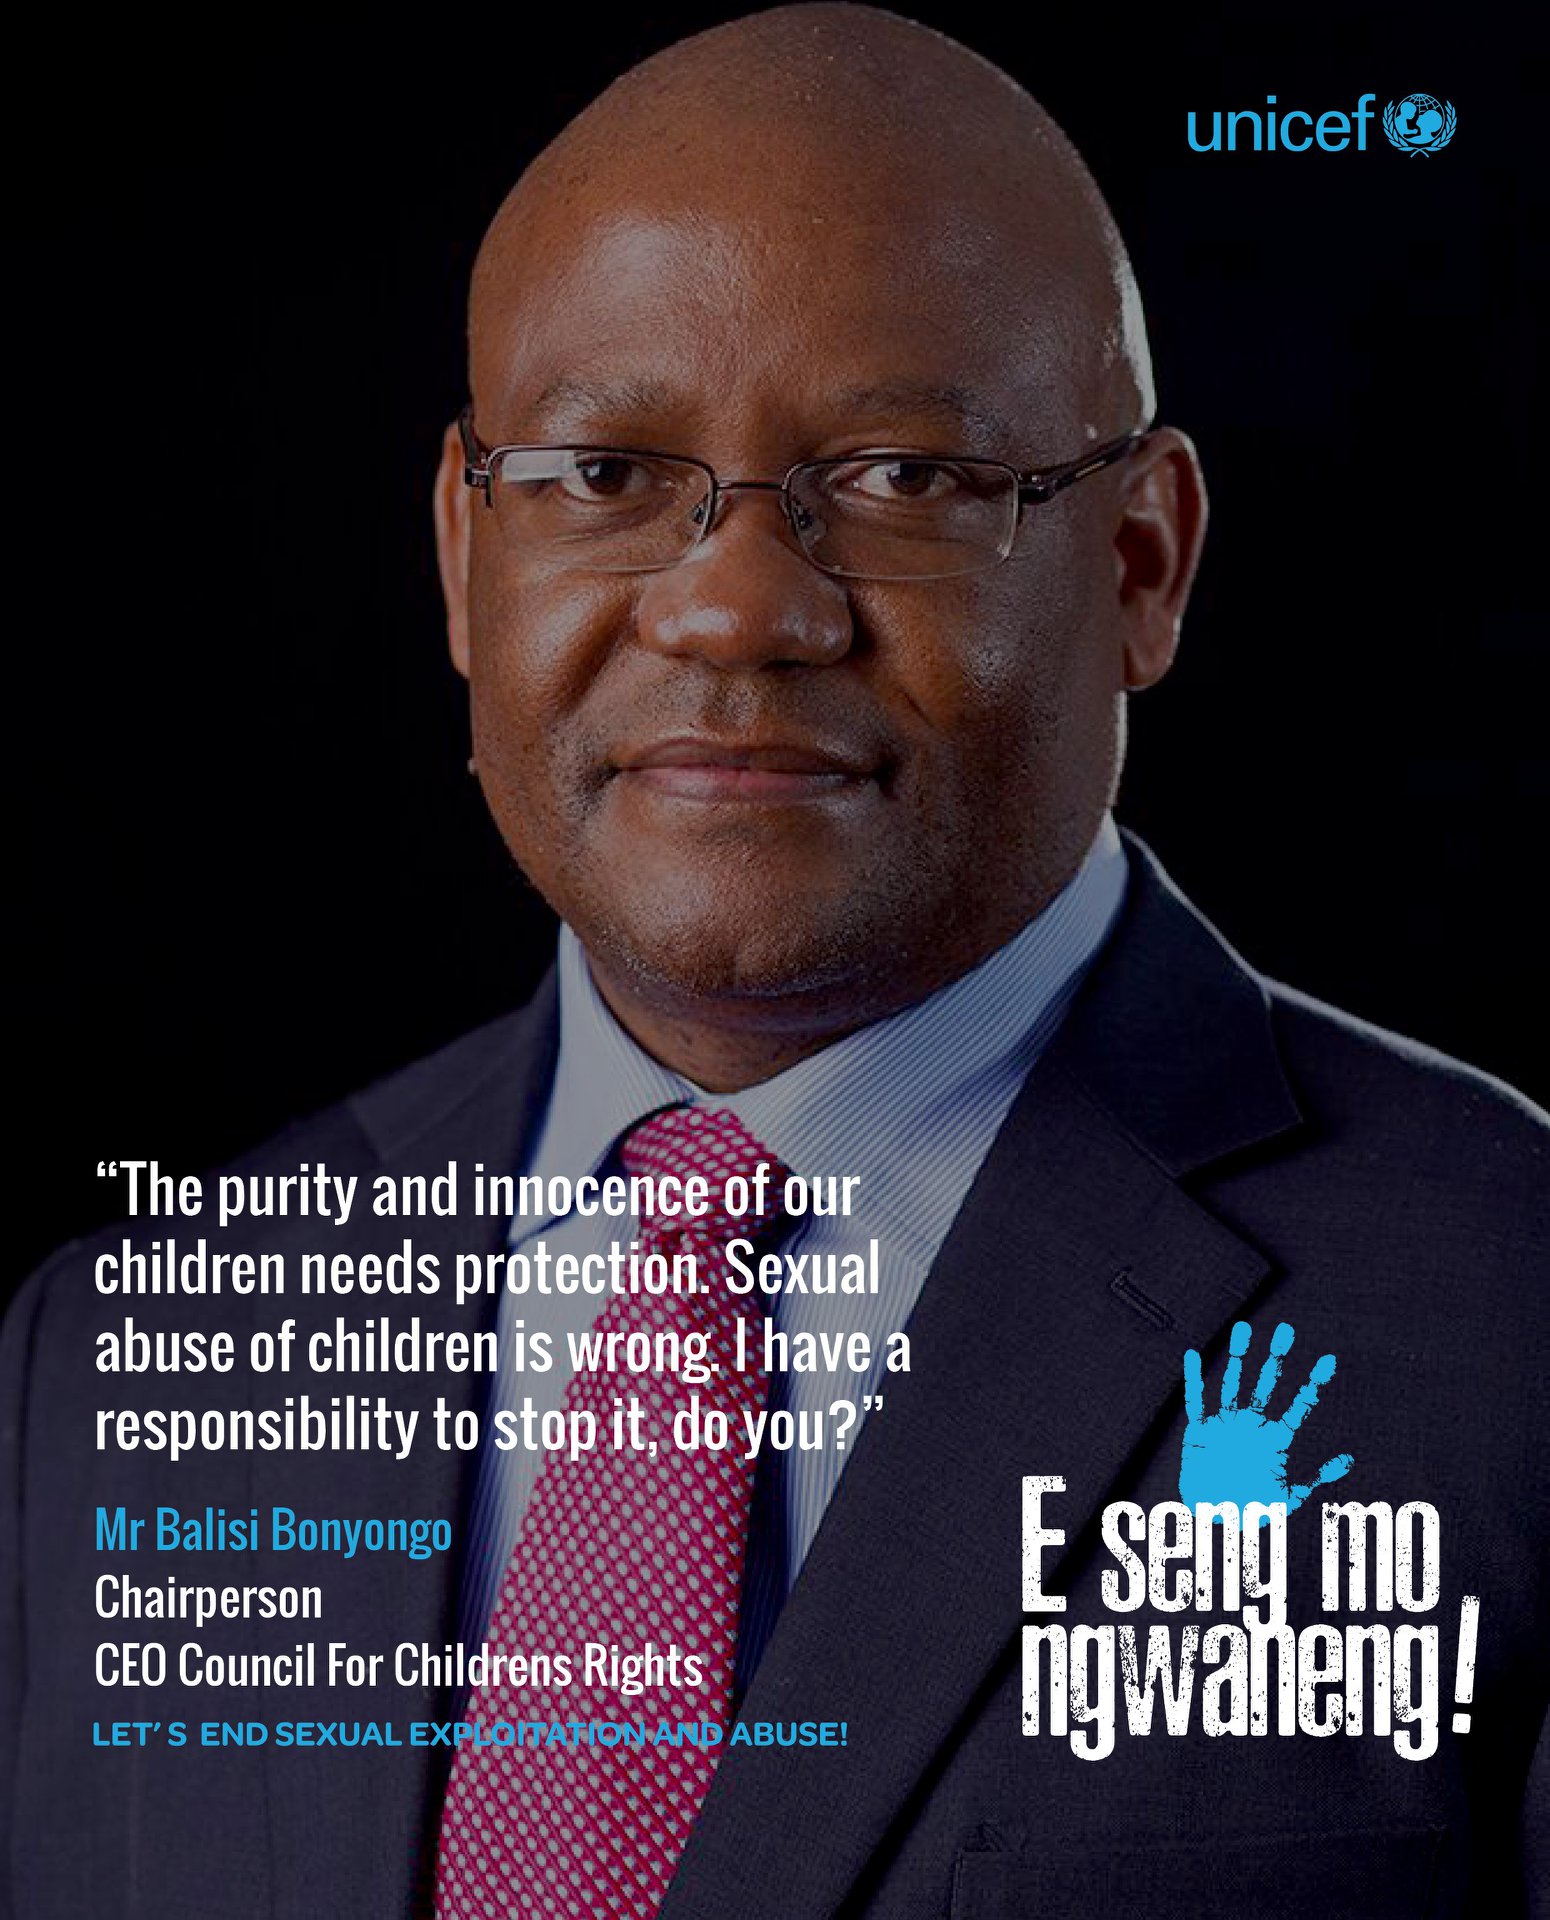 unicef
“The purity and innocence of our
children needs protection. Sexual
abuse of children is wrong. I have a
responsibility to stop it, do you?”
Mr Balisi Bonyongo
Chairperson
CEO Council For Childrens Rights
LET’ S END SEXUAL EXPLOITATION AND ABUSE!
E seng mo
ngwaneng!